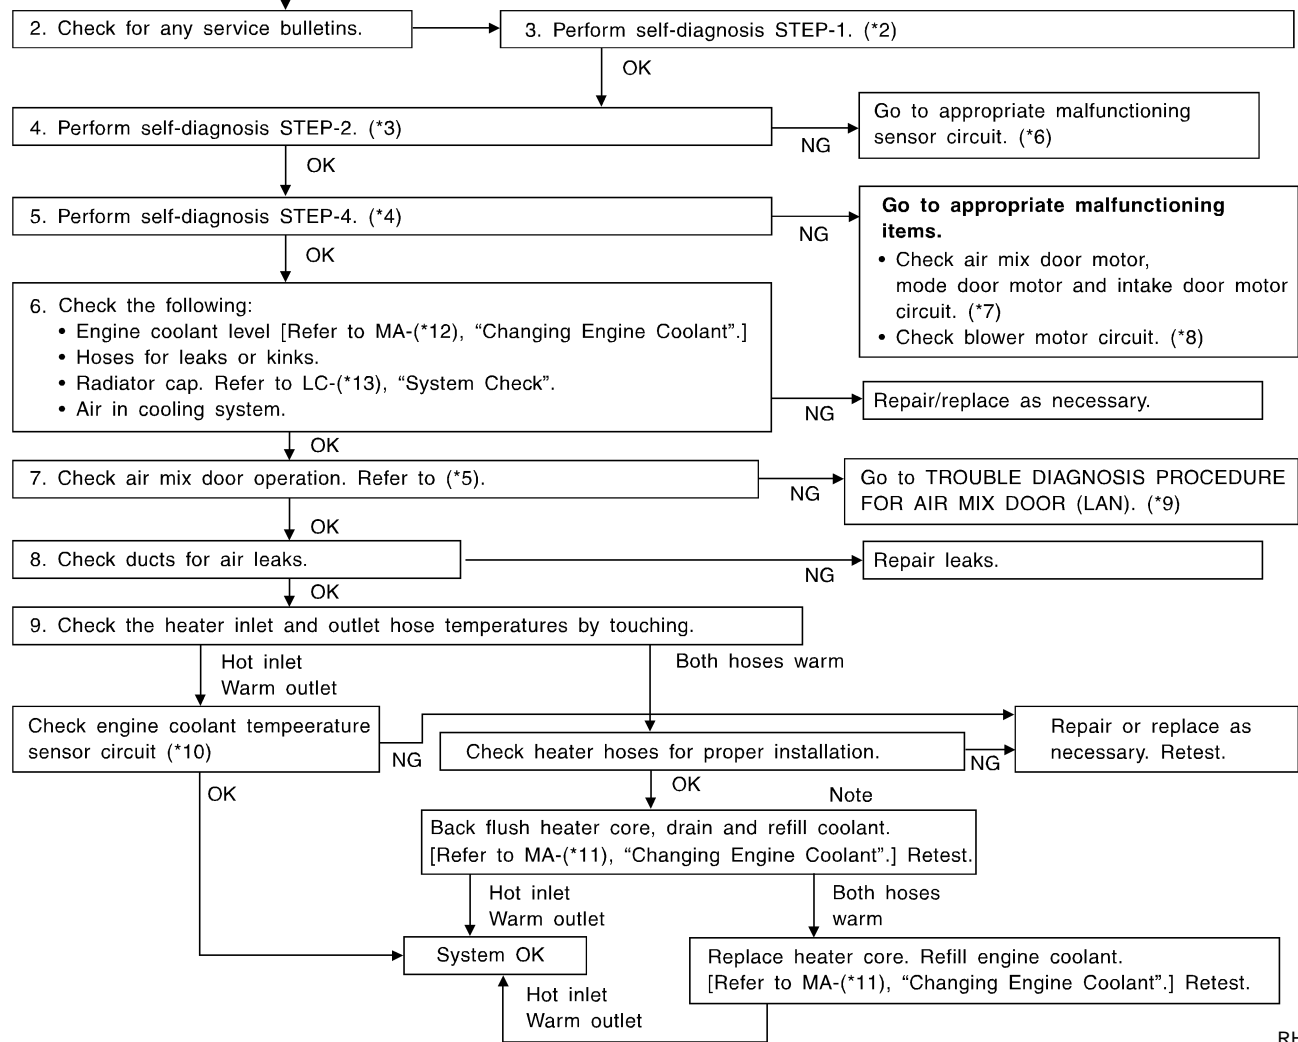 2. Check for any service bulletins.
3. Perform self-diagnosis STEP-1. (*2)
OK
4. Perform self-diagnosis STEP-2. (*3)
NG
Go to appropriate malfunctioning
sensor circuit. (*6)
OK
5. Perform self-diagnosis STEP-4. (*4)
NG
Go to appropriate malfunctioning
items.
• Check air mix door motor,
mode door motor and intake door motor
circuit. (*7)
• Check blower motor circuit. (*8)
OK
6. Check the following:
• Engine coolant level [Refer to MA-(*12), “Changing Engine Coolant”.]
• Hoses for leaks or kinks.
• Radiator cap. Refer to LC-(*13), “System Check”.
• Air in cooling system.
NG
Repair/replace as necessary.
OK
7. Check air mix door operation. Refer to (*5).
NG
Go to TROUBLE DIAGNOSIS PROCEDURE
FOR AIR MIX DOOR (LAN). (*9)
OK
8. Check ducts for air leaks.
NG
Repair leaks.
OK
9. Check the heater inlet and outlet hose temperatures by touching.
Hot inlet
Warm outlet
Both hoses warm
Check engine coolant tempeerature
sensor circuit (*10)
NG
Check heater hoses for proper installation.
NG
Repair or replace as
necessary. Retest.
OK
OK
Note
Back flush heater core, drain and refill coolant.
[Refer to MA-(*11), “Changing Engine Coolant”.] Retest.
Hot inlet
Warm outlet
Both hoses
warm
System OK
Replace heater core. Refill engine coolant.
[Refer to MA-(*11), “Changing Engine Coolant”.] Retest.
Hot inlet
Warm outlet